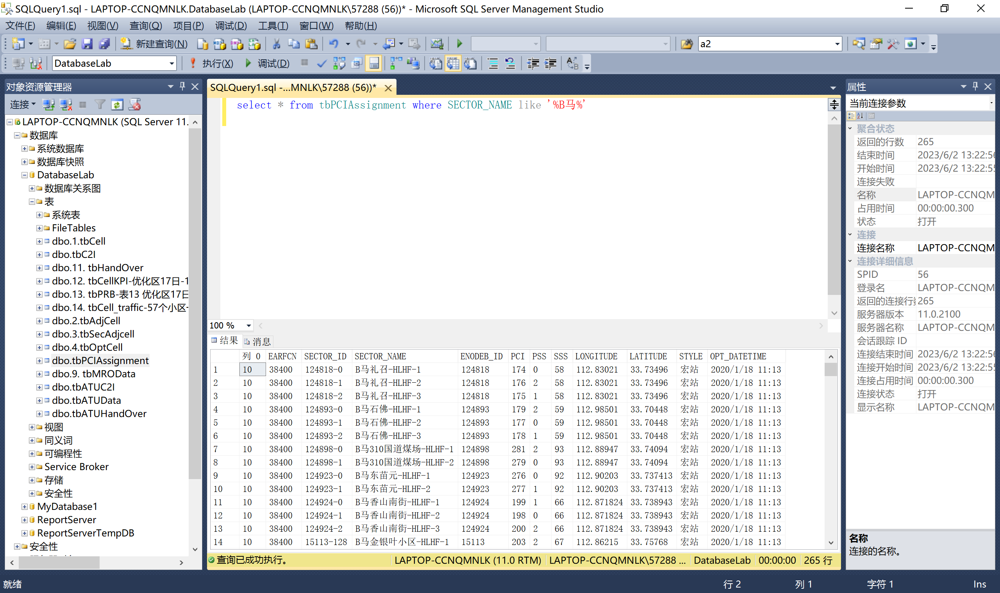 SQLQuery1.sql - LAPTOP-CCNQMNLK.DatabaseLab (LAPTOP-CCNQMNLK\57288 (56))* - Microsoft SQL Server Management Studio
文件(F) 编辑(E) 视图(V) 查询(Q) 项目(P) 调试(D) 工具(T) 窗口(W) 帮助(H)
新建查询(N) a2
DatabaseLab 执行(X) 调试(D)
对象资源管理器
连接
LAPTOP-CCNQMNLK (SQL Server 11.
数据库
系统数据库
数据库快照
DatabaseLab
数据库关系图
表
系统表
FileTables
dbo.1.tbCell
dbo.tbC2I
dbo.11. tbHandOver
dbo.12. tbCellKPI-优化区17日-1
dbo.13. tbPRB-表13 优化区17日
dbo.14. tbCell_traffic-57个小区-
dbo.2.tbAdjCell
dbo.3.tbSecAdjcell
dbo.4.tbOptCell
dbo.tbPCIAssignment
dbo.9. tbMROData
dbo.tbATUC2I
dbo.tbATUData
dbo.tbATUHandOver
视图
同义词
可编程性
Service Broker
存储
安全性
MyDatabase1
ReportServer
ReportServerTempDB
安全性
SQLQuery1.sql -...MNLK\57288 (56))*
select * from tbPCIAssignment where SECTOR_NAME like '%B马%'
100 %
结果 消息
列 0 EARFCN SECTOR_ID SECTOR_NAME ENODEB_ID PCI PSS SSS LONGITUDE LATITUDE STYLE OPT_DATETIME
1 10 38400 124818-0 B马礼召-HLHF-1 124818 174 0 58 112.83021 33.73496 宏站 2020/1/18 11:13
2 10 38400 124818-1 B马礼召-HLHF-2 124818 176 2 58 112.83021 33.73496 宏站 2020/1/18 11:13
3 10 38400 124818-2 B马礼召-HLHF-3 124818 175 1 58 112.83021 33.73496 宏站 2020/1/18 11:13
4 10 38400 124893-0 B马石佛-HLHF-1 124893 179 2 59 112.98501 33.70448 宏站 2020/1/18 11:13
5 10 38400 124893-1 B马石佛-HLHF-2 124893 177 0 59 112.98501 33.70448 宏站 2020/1/18 11:13
6 10 38400 124893-2 B马石佛-HLHF-3 124893 178 1 59 112.98501 33.70448 宏站 2020/1/18 11:13
7 10 38400 124898-0 B马310国道煤场-HLHF-1 124898 281 2 93 112.88947 33.74094 宏站 2020/1/18 11:13
8 10 38400 124898-1 B马310国道煤场-HLHF-2 124898 279 0 93 112.88947 33.74094 宏站 2020/1/18 11:13
9 10 38400 124923-0 B马东苗元-HLHF-1 124923 276 0 92 112.90203 33.737413 宏站 2020/1/18 11:13
10 10 38400 124923-1 B马东苗元-HLHF-2 124923 277 1 92 112.90203 33.737413 宏站 2020/1/18 11:13
11 10 38400 124924-0 B马香山南街-HLHF-1 124924 199 1 66 112.871824 33.738943 宏站 2020/1/18 11:13
12 10 38400 124924-1 B马香山南街-HLHF-2 124924 198 0 66 112.871824 33.738943 宏站 2020/1/18 11:13
13 10 38400 124924-2 B马香山南街-HLHF-3 124924 200 2 66 112.871824 33.738943 宏站 2020/1/18 11:13
14 10 38400 15113-128 B马金银叶小区-HLHF-1 15113 203 2 67 112.86215 33.75768 宏站 2020/1/18 11:13
查询已成功执行。 LAPTOP-CCNQMNLK (11.0 RTM) LAPTOP-CCNQMNLK\57288 ... DatabaseLab 00:00:00 265 行
属性
当前连接参数
聚合状态
返回的行数 265
结束时间 2023/6/2 13:22:56
开始时间 2023/6/2 13:22:55
连接失败
名称 LAPTOP-CCNQM
占用时间 00:00:00.300
状态 打开
连接
连接名称 LAPTOP-CCNQM
连接详细信息
SPID 56
登录名 LAPTOP-CCNQM
返回的连接行数 265
服务器版本 11.0.2100
服务器名称 LAPTOP-CCNQM
会话跟踪 ID
连接结束时间 2023/6/2 13:22:56
连接开始时间 2023/6/2 13:22:55
连接占用时间 00:00:00.300
连接状态 打开
显示名称 LAPTOP-CCNQM
名称
连接的名称。
就绪 行 2 列 1 字符 1 Ins